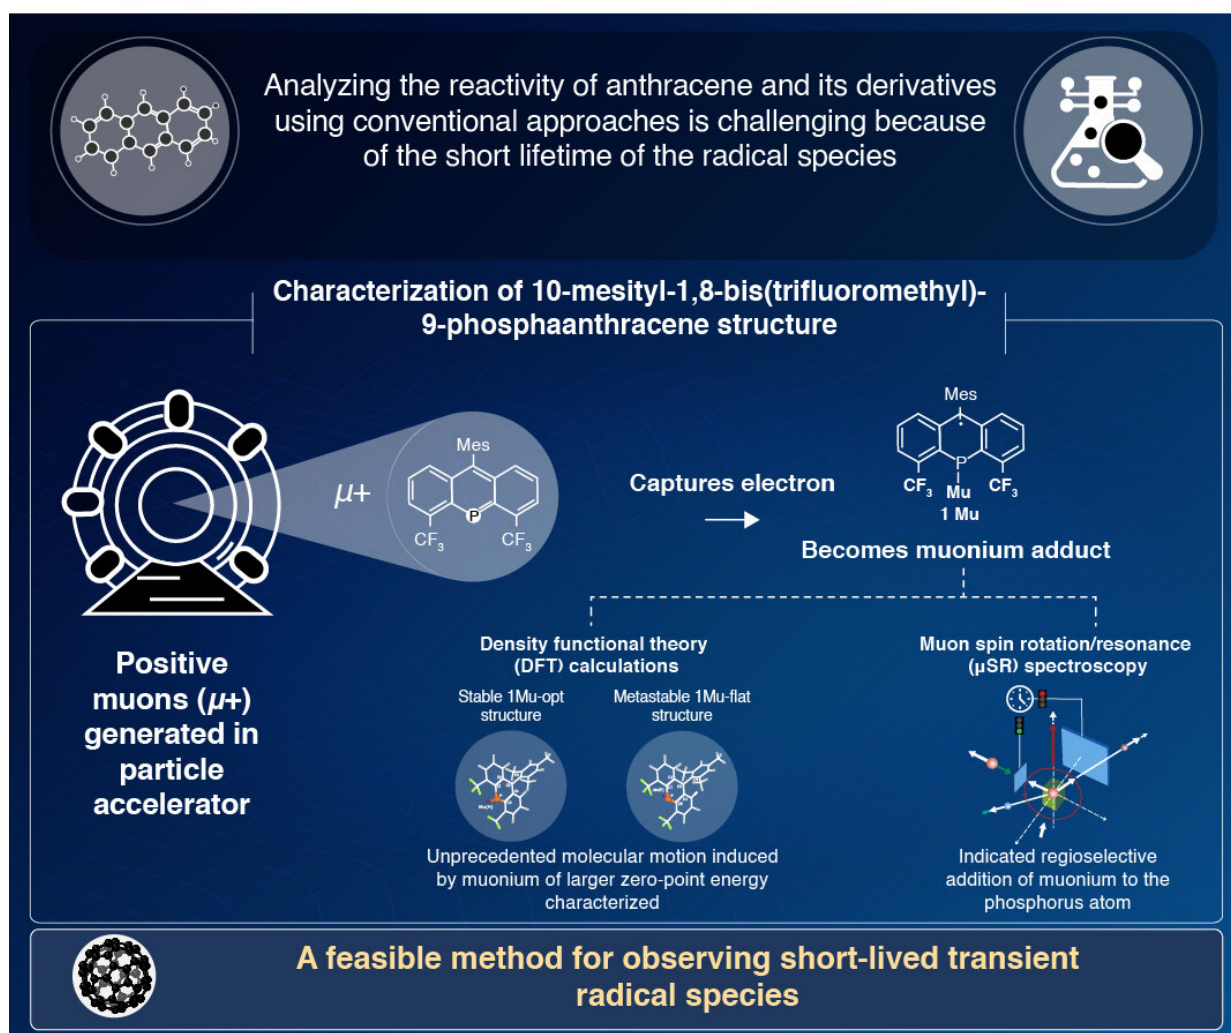 Analyzing the reactivity of anthracene and its derivatives
using conventional approaches is challenging because
of the short lifetime of the radical species
Characterization of 10-mesityl-1,8-bis(trifluoromethyl)-
9-phosphaanthracene structure
μ+
Mes
P
CF3
CF3
Captures electron
Mes
P
CF3
CF3
Mu
1 Mu
Becomes muonium adduct
Positive
muons (μ+)
generated in
particle
accelerator
Density functional theory
(DFT) calculations
Stable 1Mu-opt
structure
Metastable 1Mu-flat
structure
Unprecedented molecular motion induced
by muonium of larger zero-point energy
characterized
Muon spin rotation/resonance
(μSR) spectroscopy
Indicated regioselective
addition of muonium to the
phosphorus atom
A feasible method for observing short-lived transient
radical species